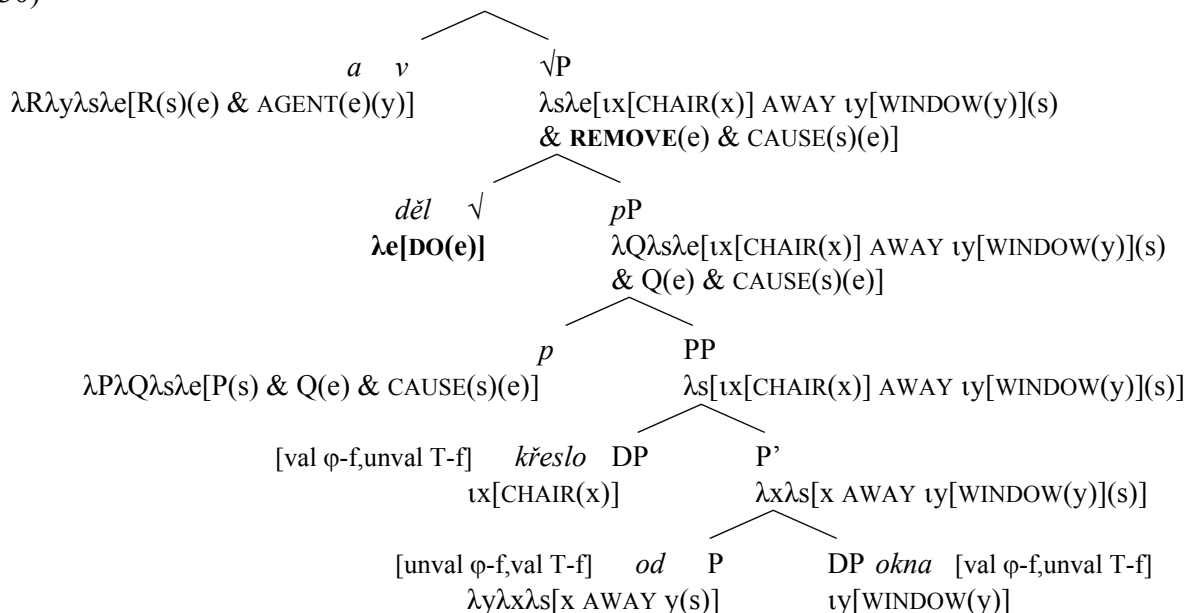 a v √P
λRλyλsλe[R(s)(e) & AGENT(e)(y)] λsλe[ιx[CHAIR(x)] AWAY ιy[WINDOW(y)](s)
& REMOVE(e) & CAUSE(s)(e)]
děl √ pP
λe[DO(e)] λQλsλe[ιx[CHAIR(x)] AWAY ιy[WINDOW(y)](s)
& Q(e) & CAUSE(s)(e)]
p PP
λPλQλsλe[P(s) & Q(e) & CAUSE(s)(e)] λs[ιx[CHAIR(x)] AWAY ιy[WINDOW(y)](s)]
[val φ-f,unval T-f] křeslo DP P’
ιx[CHAIR(x)] λxλs[x AWAY ιy[WINDOW(y)](s)]
[unval φ-f,val T-f] od P DP okna [val φ-f,unval T-f]
λyλxλs[x AWAY y(s)] ιy[WINDOW(y)]